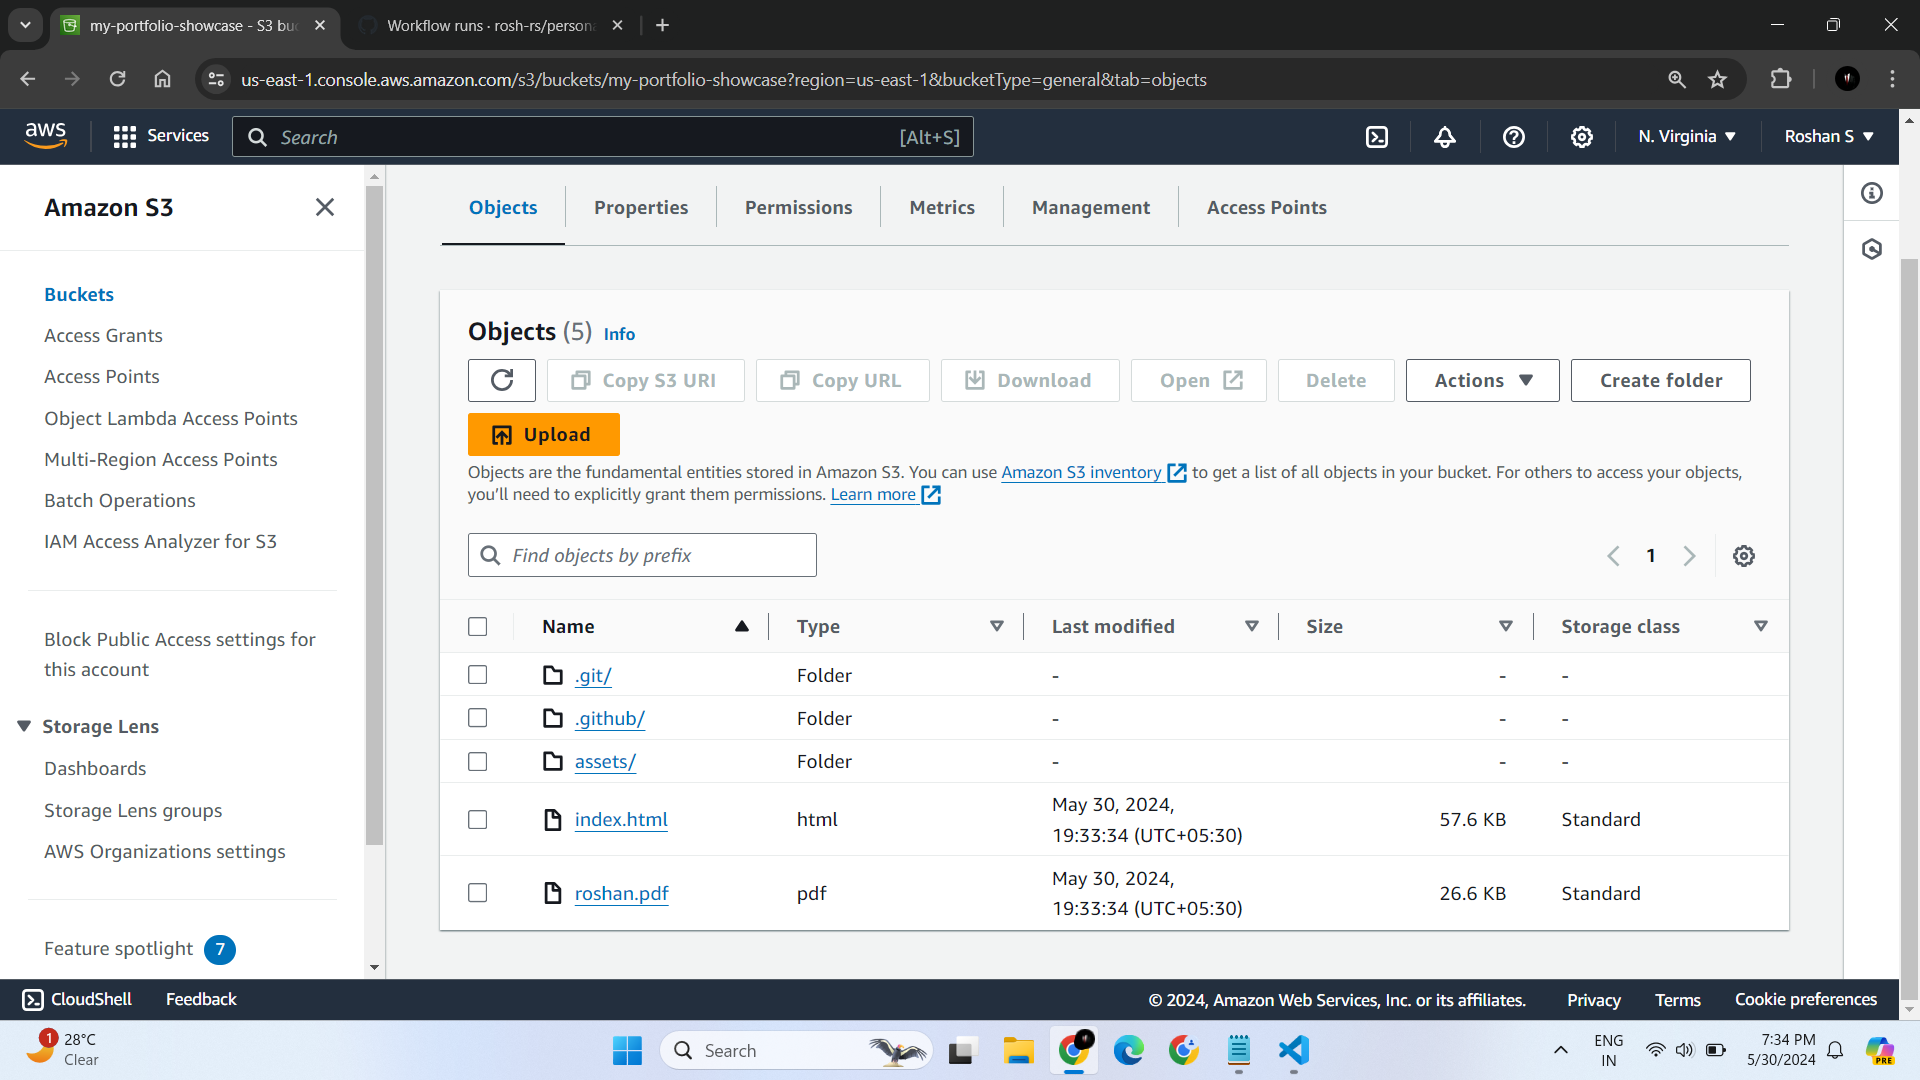 my-portfolio-showcase - S3 buc
Workflow runs · rosh-rs/persona
us-east-1.console.aws.amazon.com/s3/buckets/my-portfolio-showcase?region=us-east-1&bucketType=general&tab=objects
aws
Services
Search
[Alt+S]
N. Virginia
Roshan S
Amazon S3
Buckets
Access Grants
Access Points
Object Lambda Access Points
Multi-Region Access Points
Batch Operations
IAM Access Analyzer for S3
Block Public Access settings for
this account
Storage Lens
Dashboards
Storage Lens groups
AWS Organizations settings
Feature spotlight 7
Objects
Properties
Permissions
Metrics
Management
Access Points
Objects (5) Info
Copy S3 URI
Copy URL
Download
Open
Delete
Actions
Create folder
Upload
Objects are the fundamental entities stored in Amazon S3. You can use Amazon S3 inventory to get a list of all objects in your bucket. For others to access your objects,
you'll need to explicitly grant them permissions. Learn more
Find objects by prefix
1
Name Type Last modified Size Storage class
.git/ Folder - - -
.github/ Folder - - -
assets/ Folder - - -
index.html html May 30, 2024, 57.6 KB Standard
19:33:34 (UTC+05:30)
roshan.pdf pdf May 30, 2024, 26.6 KB Standard
19:33:34 (UTC+05:30)
CloudShell
Feedback
© 2024, Amazon Web Services, Inc. or its affiliates.
Privacy
Terms
Cookie preferences
1
28°C
Clear
Search
ENG
IN
7:34 PM
5/30/2024
PRE